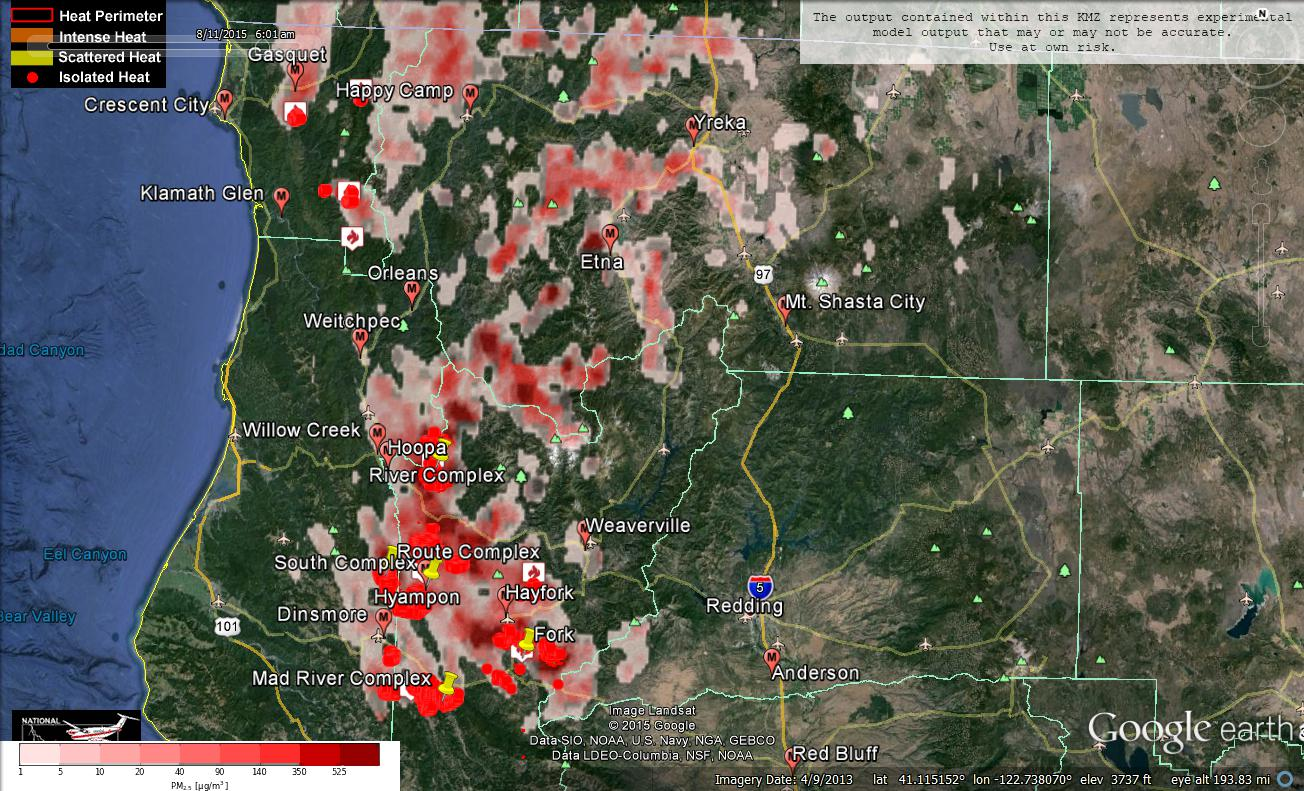 Heat Perimeter
Intense Heat
Scattered Heat
Isolated Heat
8/11/2015 6:01am
The output contained within this KMZ represents experimental
model output that may or may not be accurate.
Use at own risk.
N
Gasquet
Happy Camp
Crescent City
Yreka
Klamath Glen
Etna
Orleans
97
Mt. Shasta City
Weitchpec
dad Canyon
Willow Creek
Hoopa
River Complex
Weaverville
Eel Canyon
Route Complex
South Complex
5
Hyampon
Hayfork
Redding
Bear Valley
Dinsmore
101
Fork
Anderson
Mad River Complex
Image Landsat
© 2015 Google
Data SIO, NOAA, U.S. Navy, NGA, GEBCO
Data LDEO-Columbia, NSF, NOAA
Google earth
NATIONAL
Red Bluff
1 5 10 20 40 90 140 350 525
PM2.5 [µg/m³]
Imagery Date: 4/9/2013 lat 41.115152° lon -122.738070° elev 3737 ft eye alt 193.83 mi